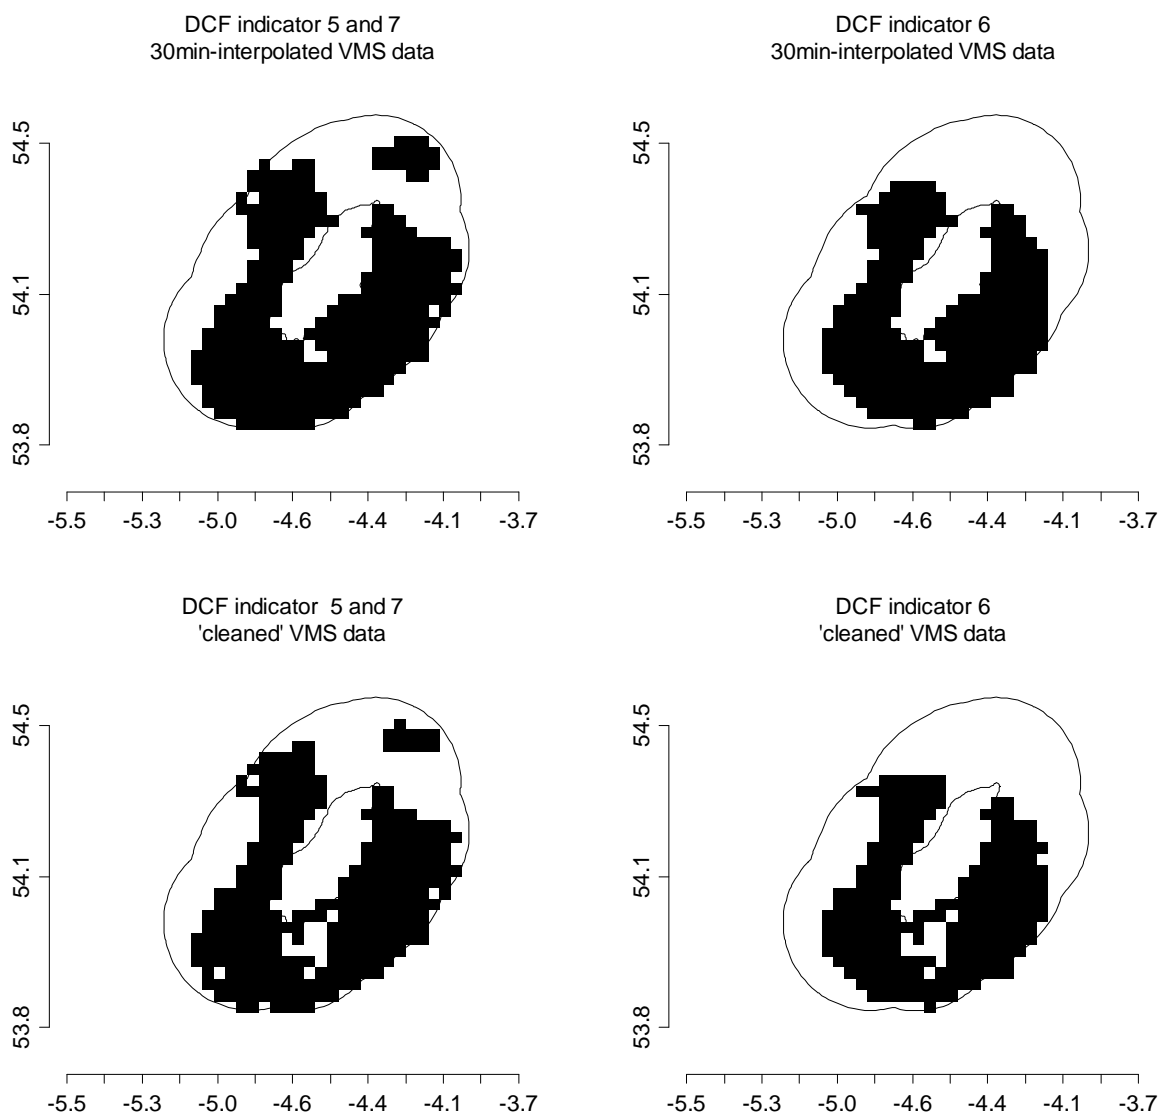 DCF indicator 5 and 7
30min-interpolated VMS data
54.5
54.1
53.8
-5.5 -5.3 -5.0 -4.6 -4.4 -4.1 -3.7
DCF indicator 6
30min-interpolated VMS data
54.5
54.1
53.8
-5.5 -5.3 -5.0 -4.6 -4.4 -4.1 -3.7
DCF indicator  5 and 7
'cleaned' VMS data
54.5
54.1
53.8
-5.5 -5.3 -5.0 -4.6 -4.4 -4.1 -3.7
DCF indicator 6
'cleaned' VMS data
54.5
54.1
53.8
-5.5 -5.3 -5.0 -4.6 -4.4 -4.1 -3.7